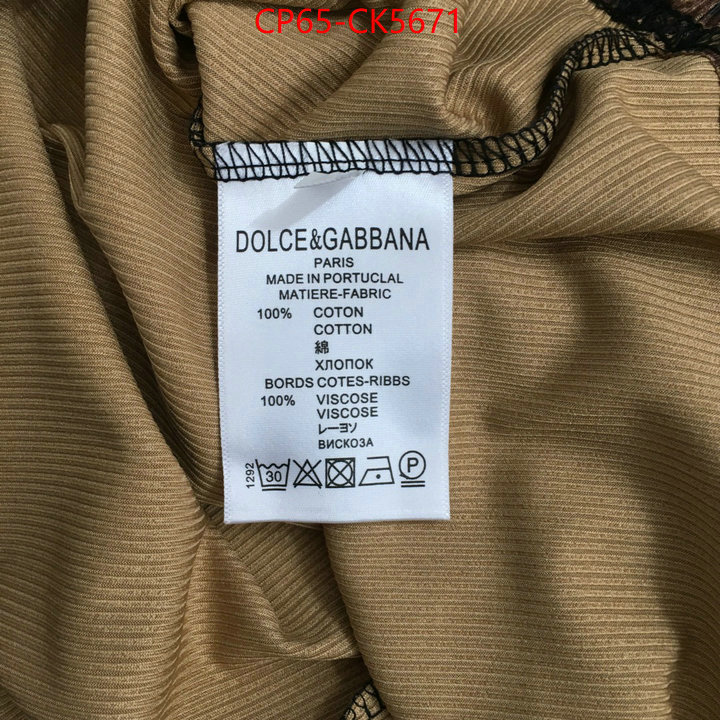 CP65-CK5671
DOLCE&GABBANA
PARIS
MADE IN PORTUCLAL
MATIERE-FABRIC
100% COTON
COTTON
綿
ХЛОПОК
BORDS COTES-RIBBS
100% VISCOSE
VISCOSE
レーヨソ
ВИСКОЗА
1292
30
P